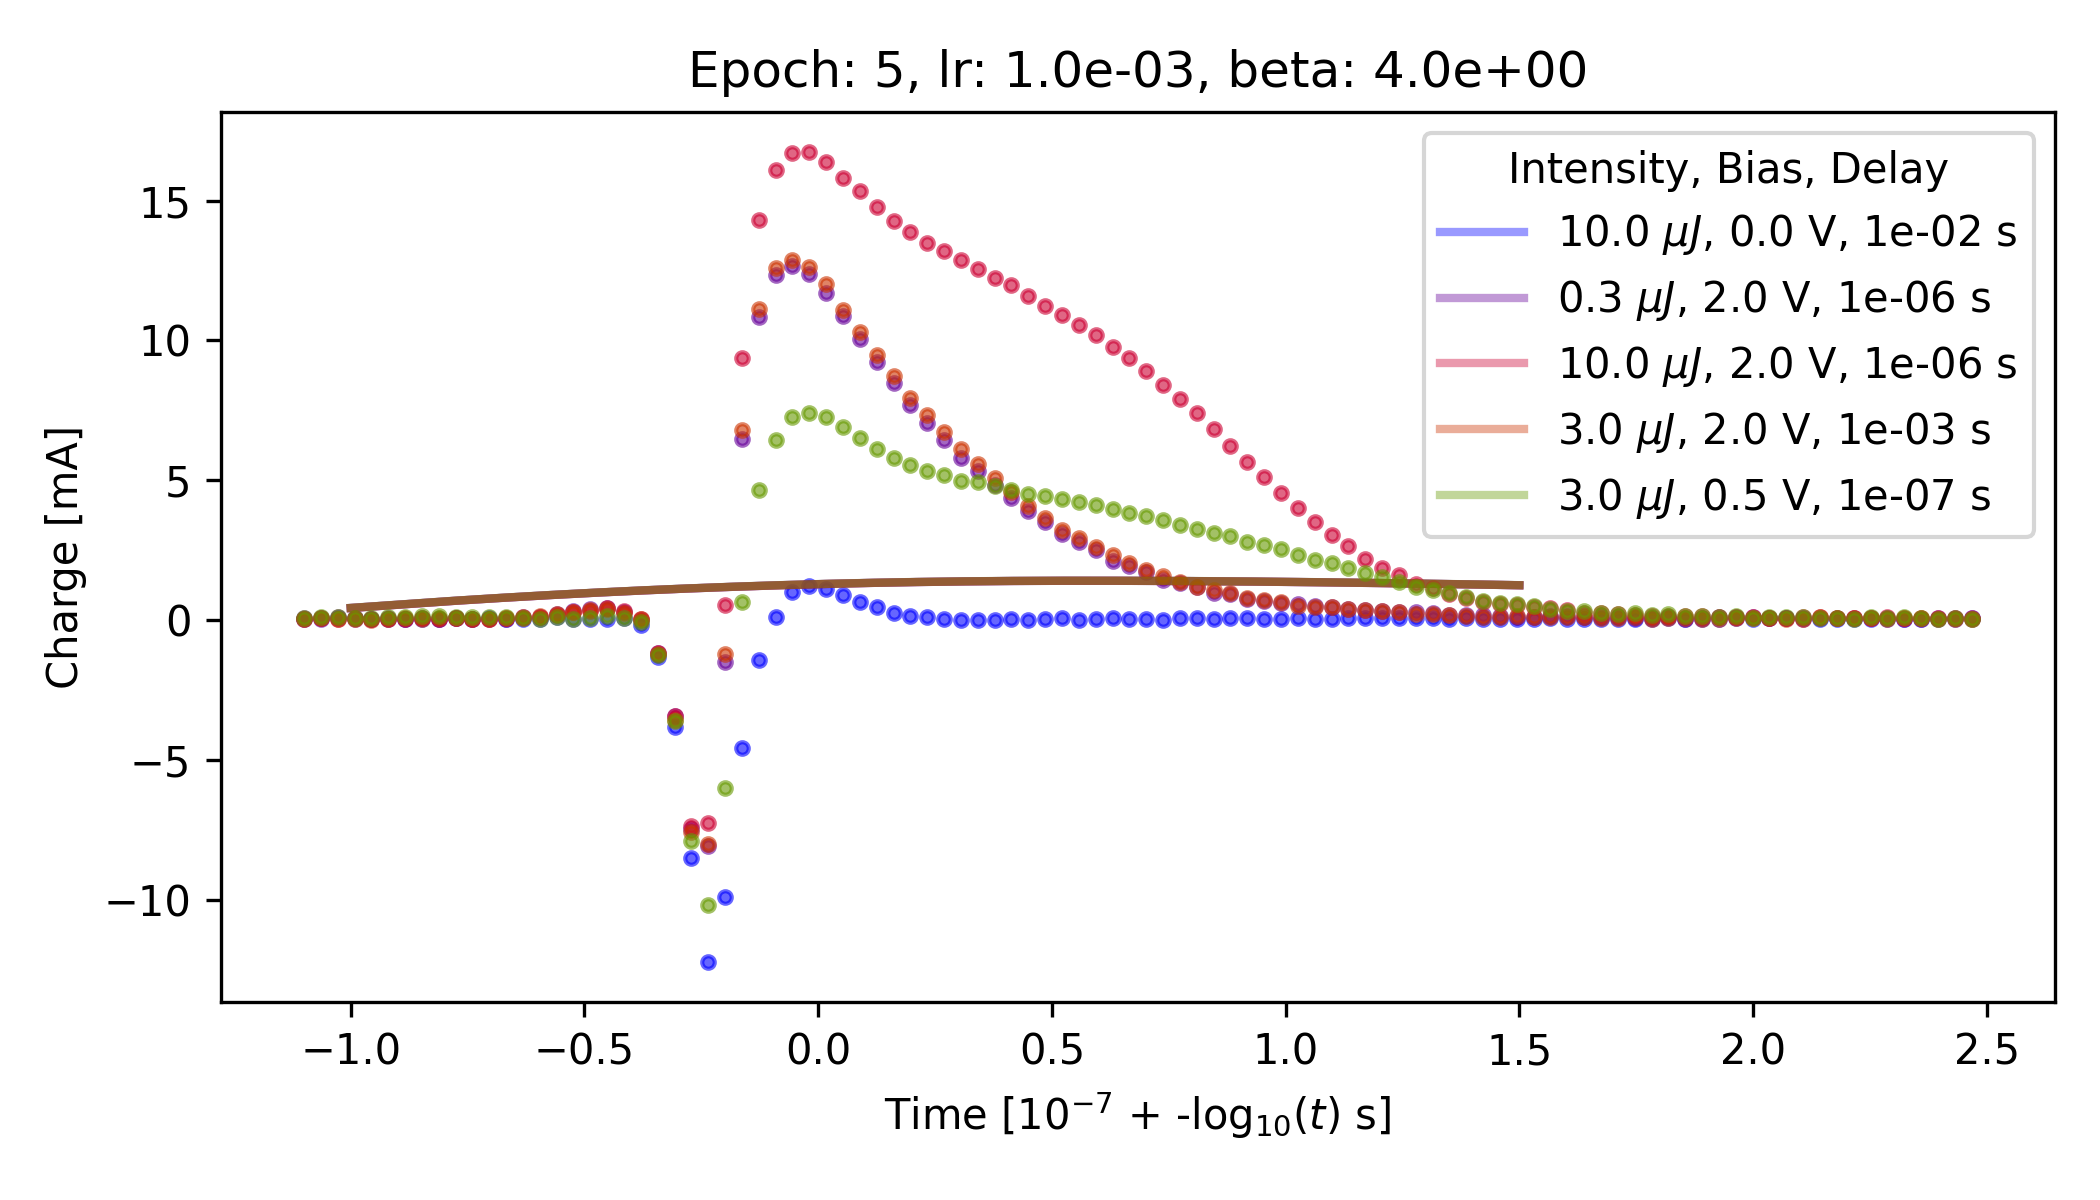 Epoch: 5, lr: 1.0e-03, beta: 4.0e+00
Charge [mA]
15
10
5
0
−5
−10
Intensity, Bias, Delay
10.0 μJ, 0.0 V, 1e-02 s
0.3 μJ, 2.0 V, 1e-06 s
10.0 μJ, 2.0 V, 1e-06 s
3.0 μJ, 2.0 V, 1e-03 s
3.0 μJ, 0.5 V, 1e-07 s
−1.0 −0.5 0.0 0.5 1.0 1.5 2.0 2.5
Time [10⁻⁷ + -log₁₀(t) s]